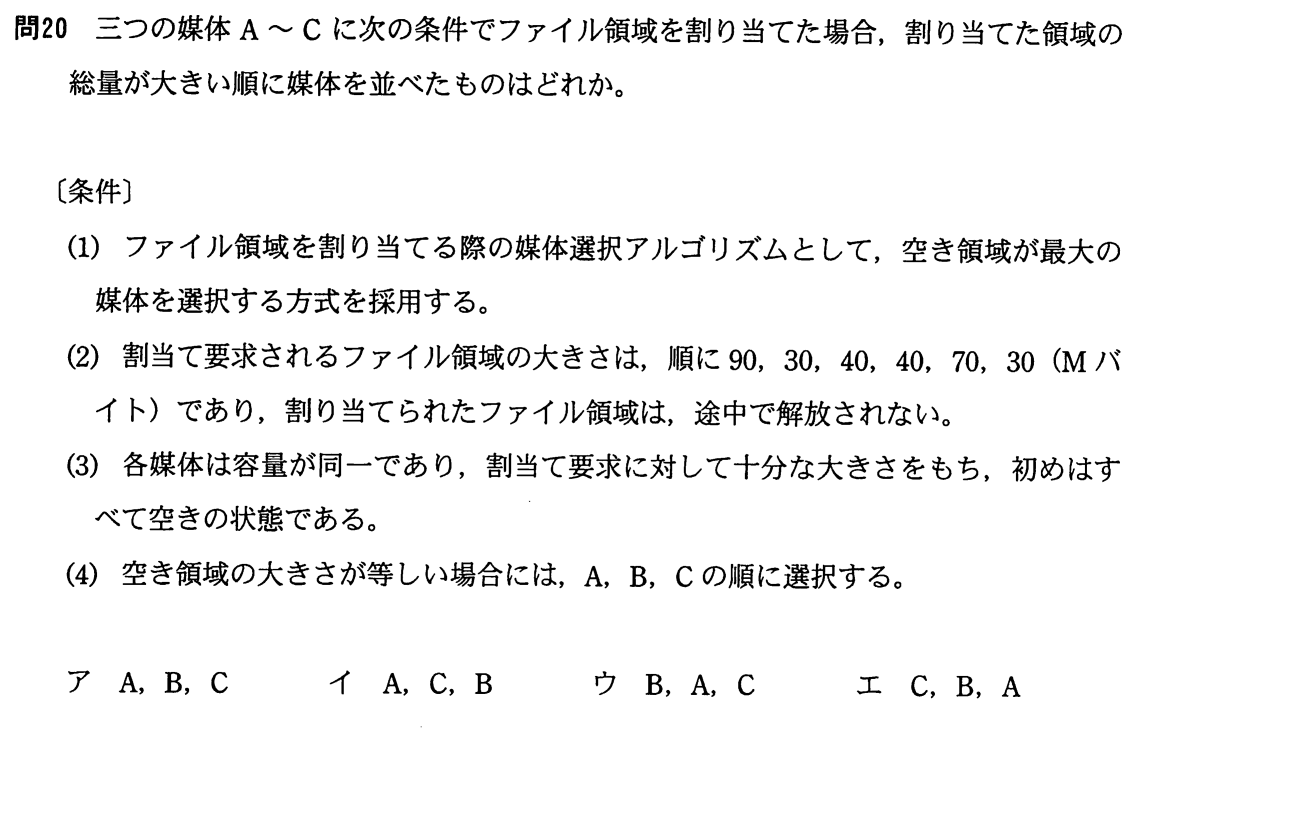 問20 三つの媒体 A ～ C に次の条件でファイル領域を割り当てた場合，割り当てた領域の
総量が大きい順に媒体を並べたものはどれか。
〔条件〕
(1) ファイル領域を割り当てる際の媒体選択アルゴリズムとして，空き領域が最大の
媒体を選択する方式を採用する。
(2) 割当て要求されるファイル領域の大きさは，順に 90，30，40，40，70，30（M バ
イト）であり，割り当てられたファイル領域は，途中で解放されない。
(3) 各媒体は容量が同一であり，割当て要求に対して十分な大きさをもち，初めはす
べて空きの状態である。
(4) 空き領域の大きさが等しい場合には，A，B，C の順に選択する。
ア A，B，C イ A，C，B ウ B，A，C エ C，B，A